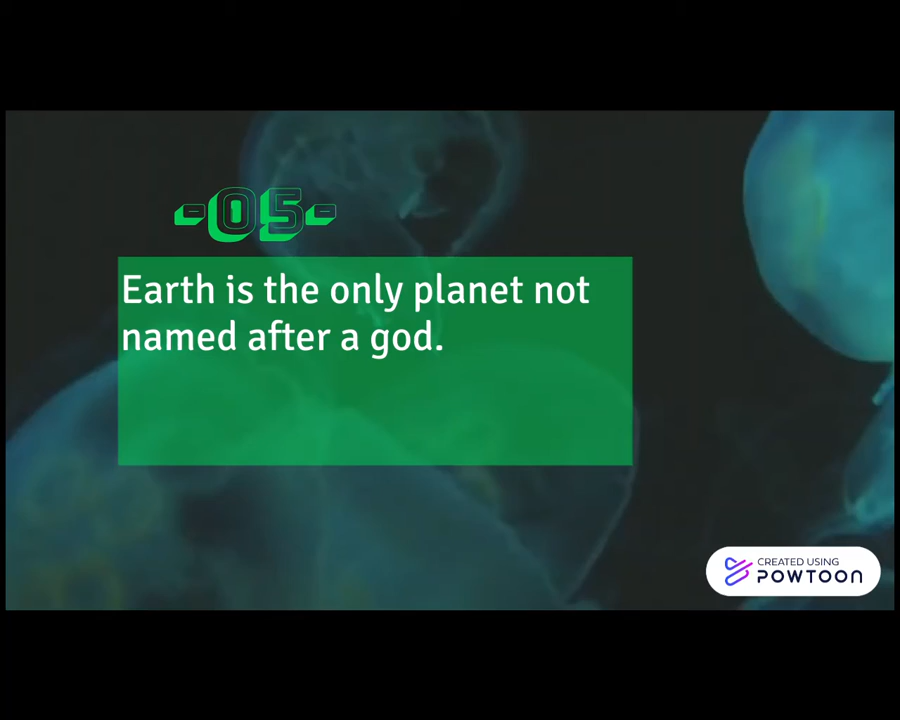 -05-
Earth is the only planet not
named after a god.
CREATED USING
POWTOON